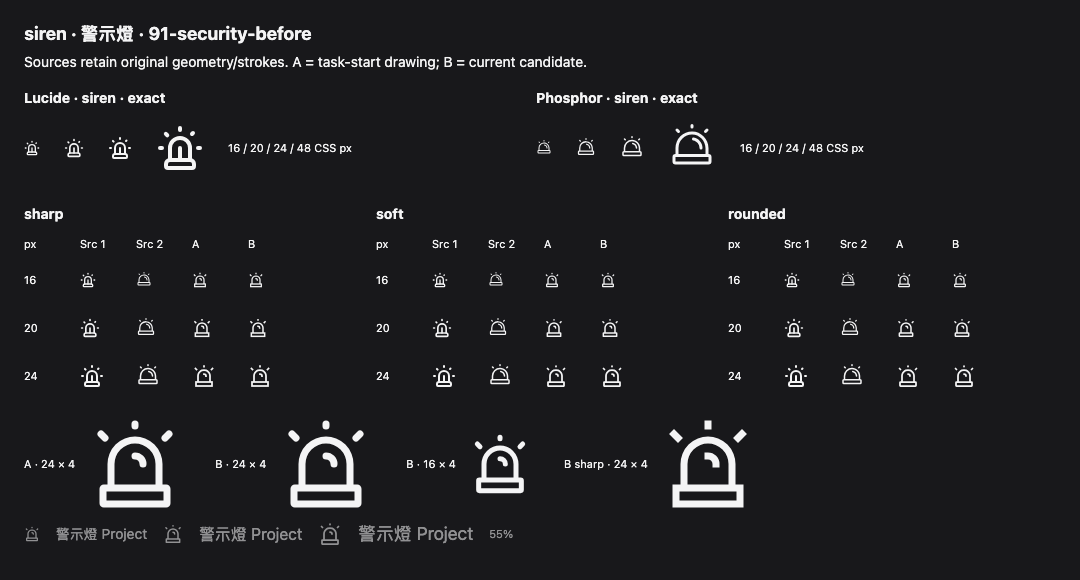 siren · 警示燈 · 91-security-before
Sources retain original geometry/strokes. A = task-start drawing; B = current candidate.
Lucide · siren · exact
Phosphor · siren · exact
16 / 20 / 24 / 48 CSS px
16 / 20 / 24 / 48 CSS px
sharp
soft
rounded
px Src 1 Src 2 A B
px Src 1 Src 2 A B
px Src 1 Src 2 A B
16
16
16
20
20
20
24
24
24
A · 24 × 4
B · 24 × 4
B · 16 × 4
B sharp · 24 × 4
警示燈 Project
警示燈 Project
警示燈 Project
55%